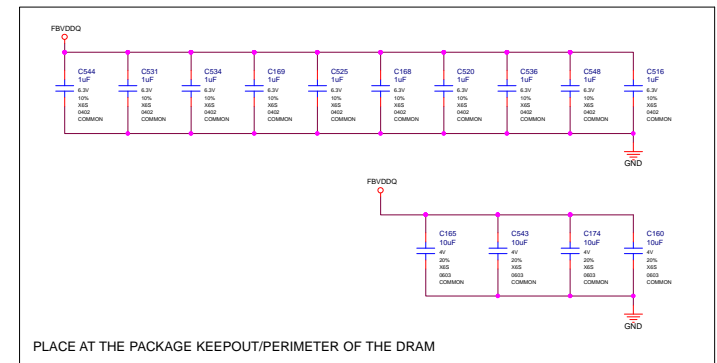 FBVDDQ
C544
1uF
6.3V
10%
X6S
0402
COMMON
C531
1uF
6.3V
10%
X6S
0402
COMMON
C534
1uF
6.3V
10%
X6S
0402
COMMON
C169
1uF
6.3V
10%
X6S
0402
COMMON
C525
1uF
6.3V
10%
X6S
0402
COMMON
C168
1uF
6.3V
10%
X6S
0402
COMMON
C520
1uF
6.3V
10%
X6S
0402
COMMON
C536
1uF
6.3V
10%
X6S
0402
COMMON
C548
1uF
6.3V
10%
X6S
0402
COMMON
C516
1uF
6.3V
10%
X6S
0402
COMMON
GND
FBVDDQ
C165
10uF
4V
20%
X6S
0603
COMMON
C543
10uF
4V
20%
X6S
0603
COMMON
C174
10uF
4V
20%
X6S
0603
COMMON
C160
10uF
4V
20%
X6S
0603
COMMON
GND
PLACE AT THE PACKAGE KEEPOUT/PERIMETER OF THE DRAM